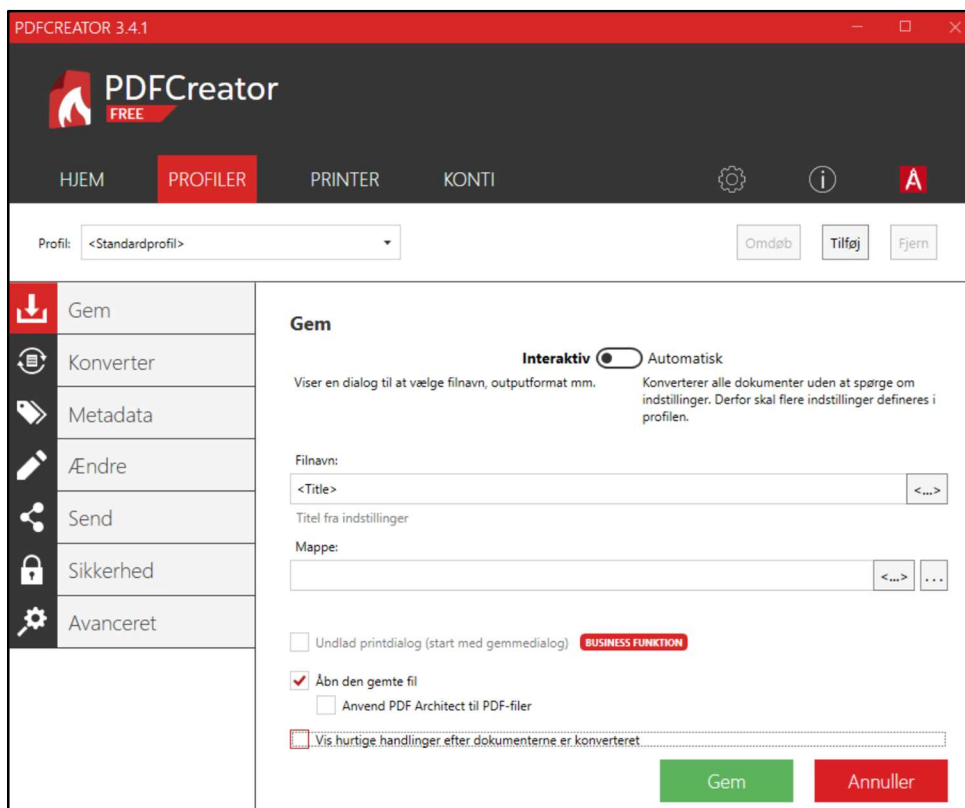 PDFCREATOR 3.4.1
PDFCreator
FREE
HJEM PROFILER PRINTER KONTI
Profil: <Standardprofil> Omdøb Tilføj Fjern
Gem
Konverter
Metadata
Ændre
Send
Sikkerhed
Avanceret
Gem
Interaktiv Automatisk
Viser en dialog til at vælge filnavn, outputformat mm.
Konverterer alle dokumenter uden at spørge om
indstillinger. Derfor skal flere indstillinger defineres i
profilen.
Filnavn:
<Title> <...>
Titel fra indstillinger
Mappe:
<...> ...
Undlad printdialog (start med gemmedialog) BUSINESS FUNKTION
Åbn den gemte fil
Anvend PDF Architect til PDF-filer
Vis hurtige handlinger efter dokumenterne er konverteret
Gem Annuller